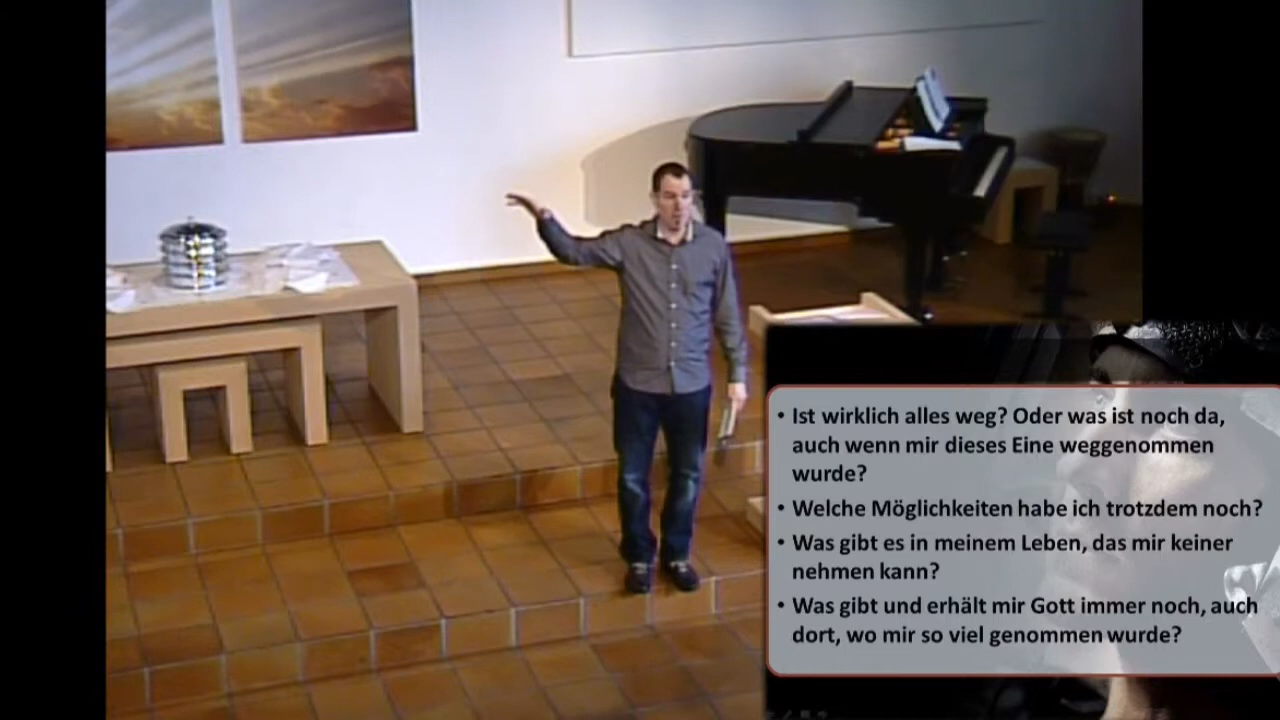 • Ist wirklich alles weg? Oder was ist noch da,
auch wenn mir dieses Eine weggenommen
wurde?
• Welche Möglichkeiten habe ich trotzdem noch?
• Was gibt es in meinem Leben, das mir keiner
nehmen kann?
• Was gibt und erhält mir Gott immer noch, auch
dort, wo mir so viel genommen wurde?